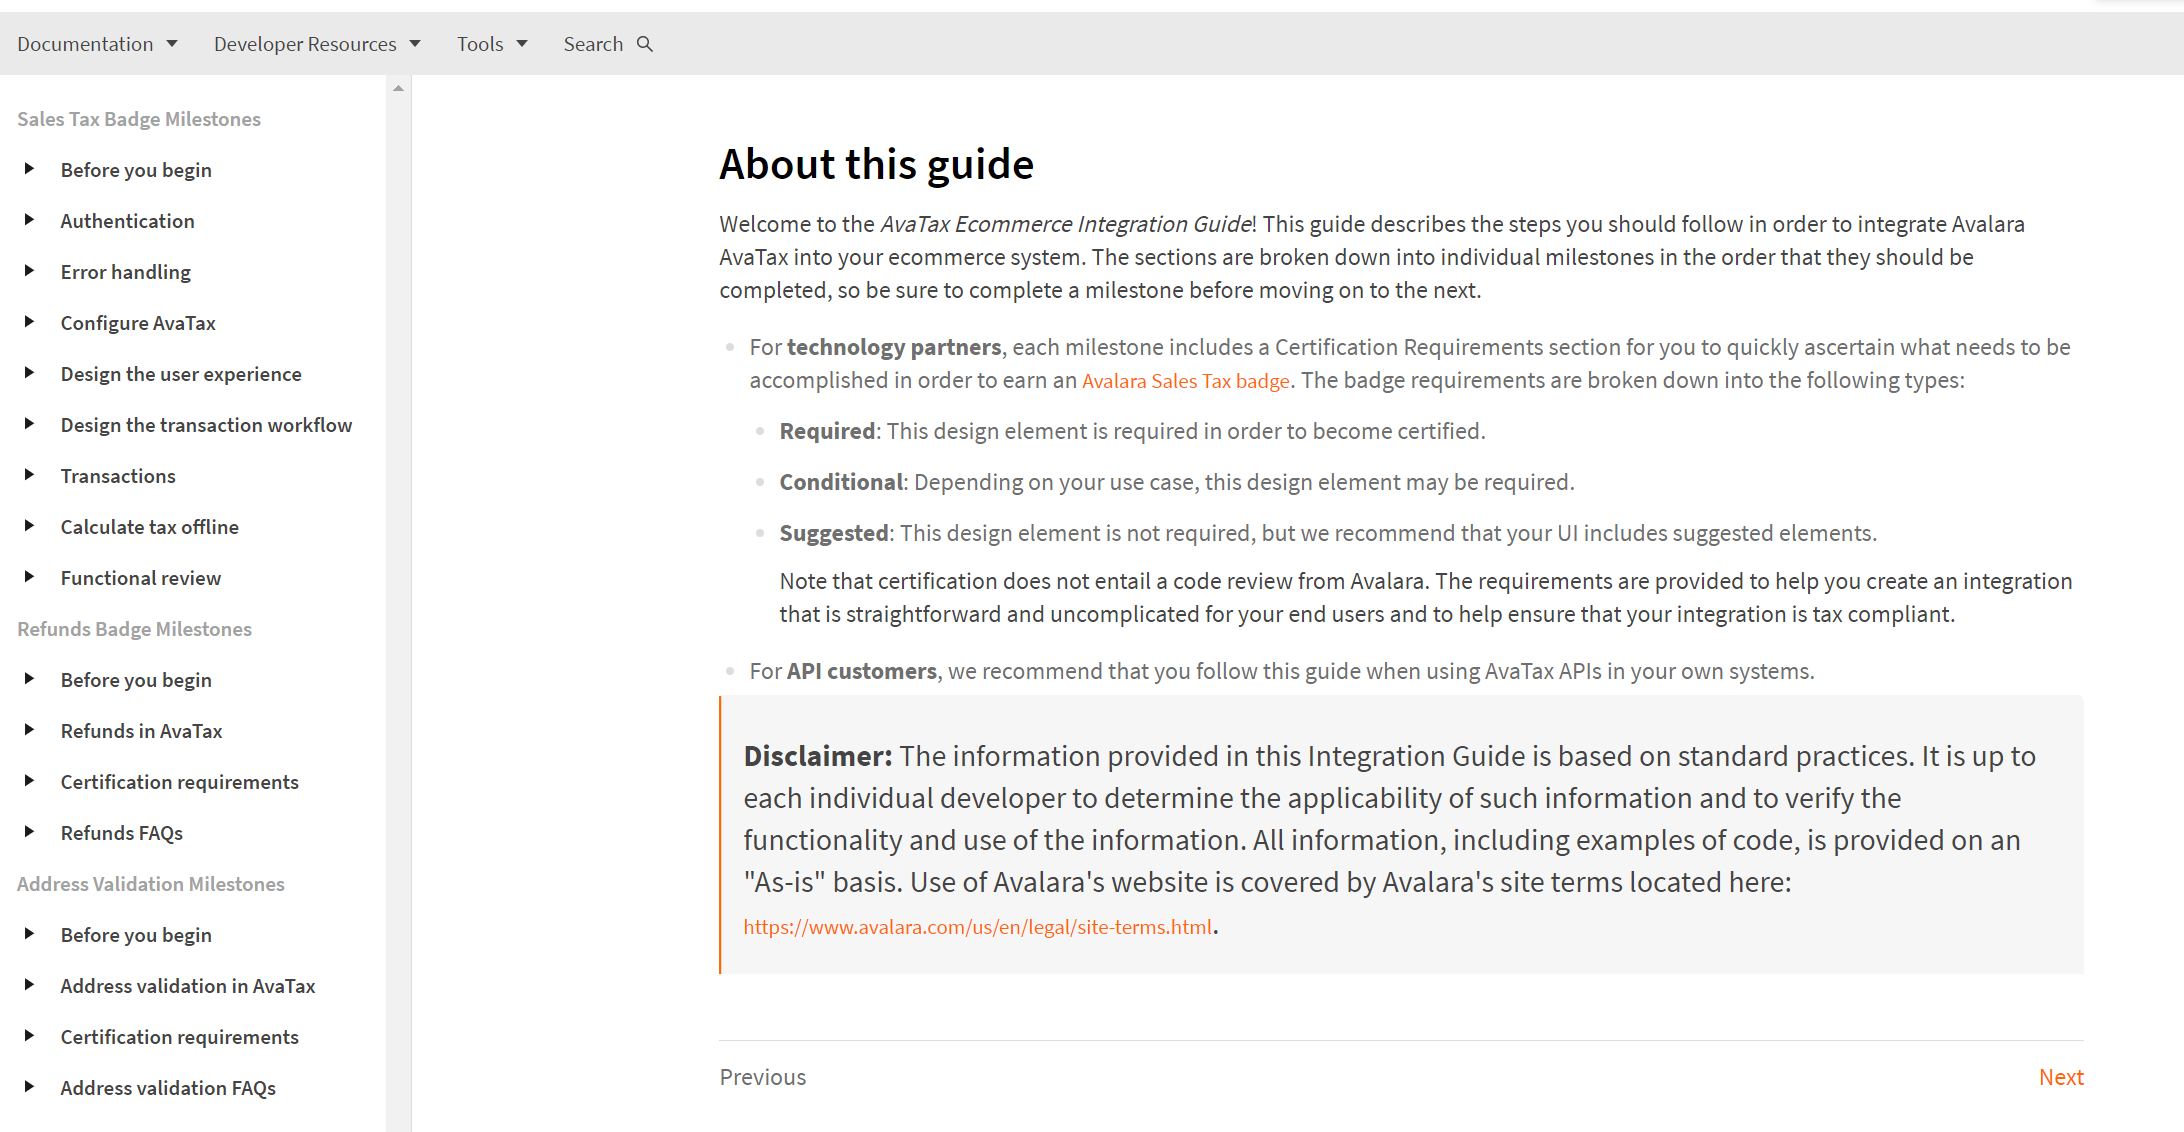 Documentation
Developer Resources
Tools
Search
Sales Tax Badge Milestones
Before you begin
Authentication
Error handling
Configure AvaTax
Design the user experience
Design the transaction workflow
Transactions
Calculate tax offline
Functional review
Refunds Badge Milestones
Before you begin
Refunds in AvaTax
Certification requirements
Refunds FAQs
Address Validation Milestones
Before you begin
Address validation in AvaTax
Certification requirements
Address validation FAQs
About this guide
Welcome to the AvaTax Ecommerce Integration Guide! This guide describes the steps you should follow in order to integrate Avalara
AvaTax into your ecommerce system. The sections are broken down into individual milestones in the order that they should be
completed, so be sure to complete a milestone before moving on to the next.
For technology partners, each milestone includes a Certification Requirements section for you to quickly ascertain what needs to be
accomplished in order to earn an Avalara Sales Tax badge. The badge requirements are broken down into the following types:
Required: This design element is required in order to become certified.
Conditional: Depending on your use case, this design element may be required.
Suggested: This design element is not required, but we recommend that your UI includes suggested elements.
Note that certification does not entail a code review from Avalara. The requirements are provided to help you create an integration
that is straightforward and uncomplicated for your end users and to help ensure that your integration is tax compliant.
For API customers, we recommend that you follow this guide when using AvaTax APIs in your own systems.
Disclaimer: The information provided in this Integration Guide is based on standard practices. It is up to
each individual developer to determine the applicability of such information and to verify the
functionality and use of the information. All information, including examples of code, is provided on an
"As-is" basis. Use of Avalara's website is covered by Avalara's site terms located here:
https://www.avalara.com/us/en/legal/site-terms.html.
Previous
Next